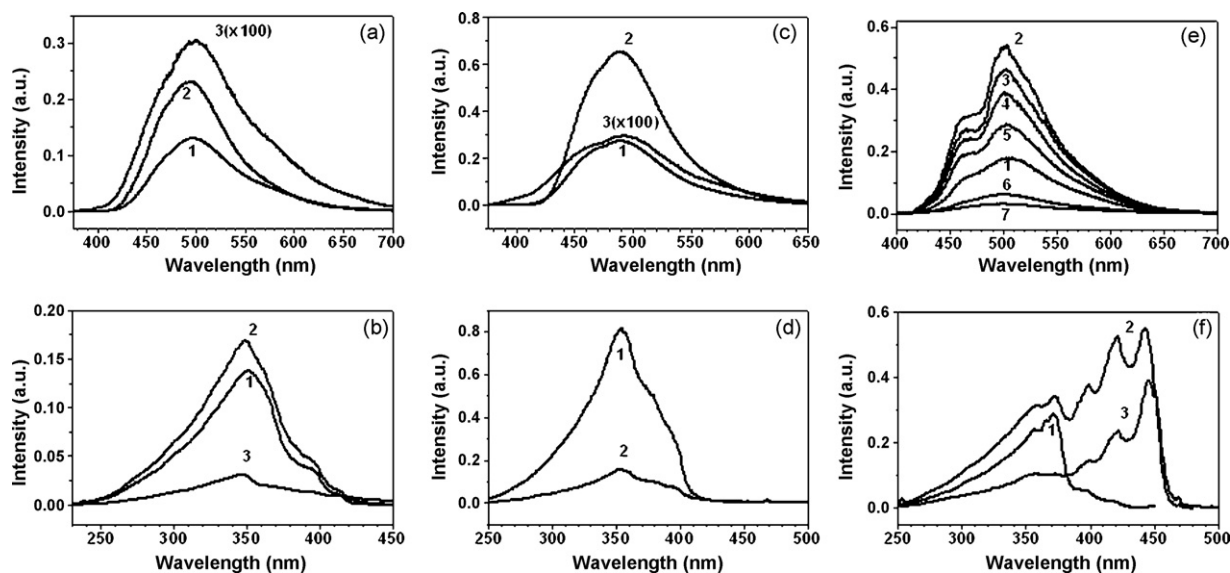 (a)
3(×100)
2
1
Intensity (a.u.)
0.3
0.2
0.1
0.0
400 450 500 550 600 650 700
Wavelength (nm)
(c)
2
3(×100)
1
Intensity (a.u.)
0.8
0.6
0.4
0.2
0.0
400 450 500 550 600 650
Wavelength (nm)
(e)
2
3
4
5
1
6
7
Intensity (a.u.)
0.6
0.4
0.2
0.0
400 450 500 550 600 650 700
Wavelength (nm)
(b)
2
1
3
Intensity (a.u.)
0.20
0.15
0.10
0.05
0.00
250 300 350 400 450
Wavelength (nm)
(d)
1
2
Intensity (a.u.)
0.8
0.6
0.4
0.2
0.0
250 300 350 400 450 500
Wavelength (nm)
(f)
2
3
1
Intensity (a.u.)
0.6
0.4
0.2
0.0
250 300 350 400 450 500
Wavelength (nm)